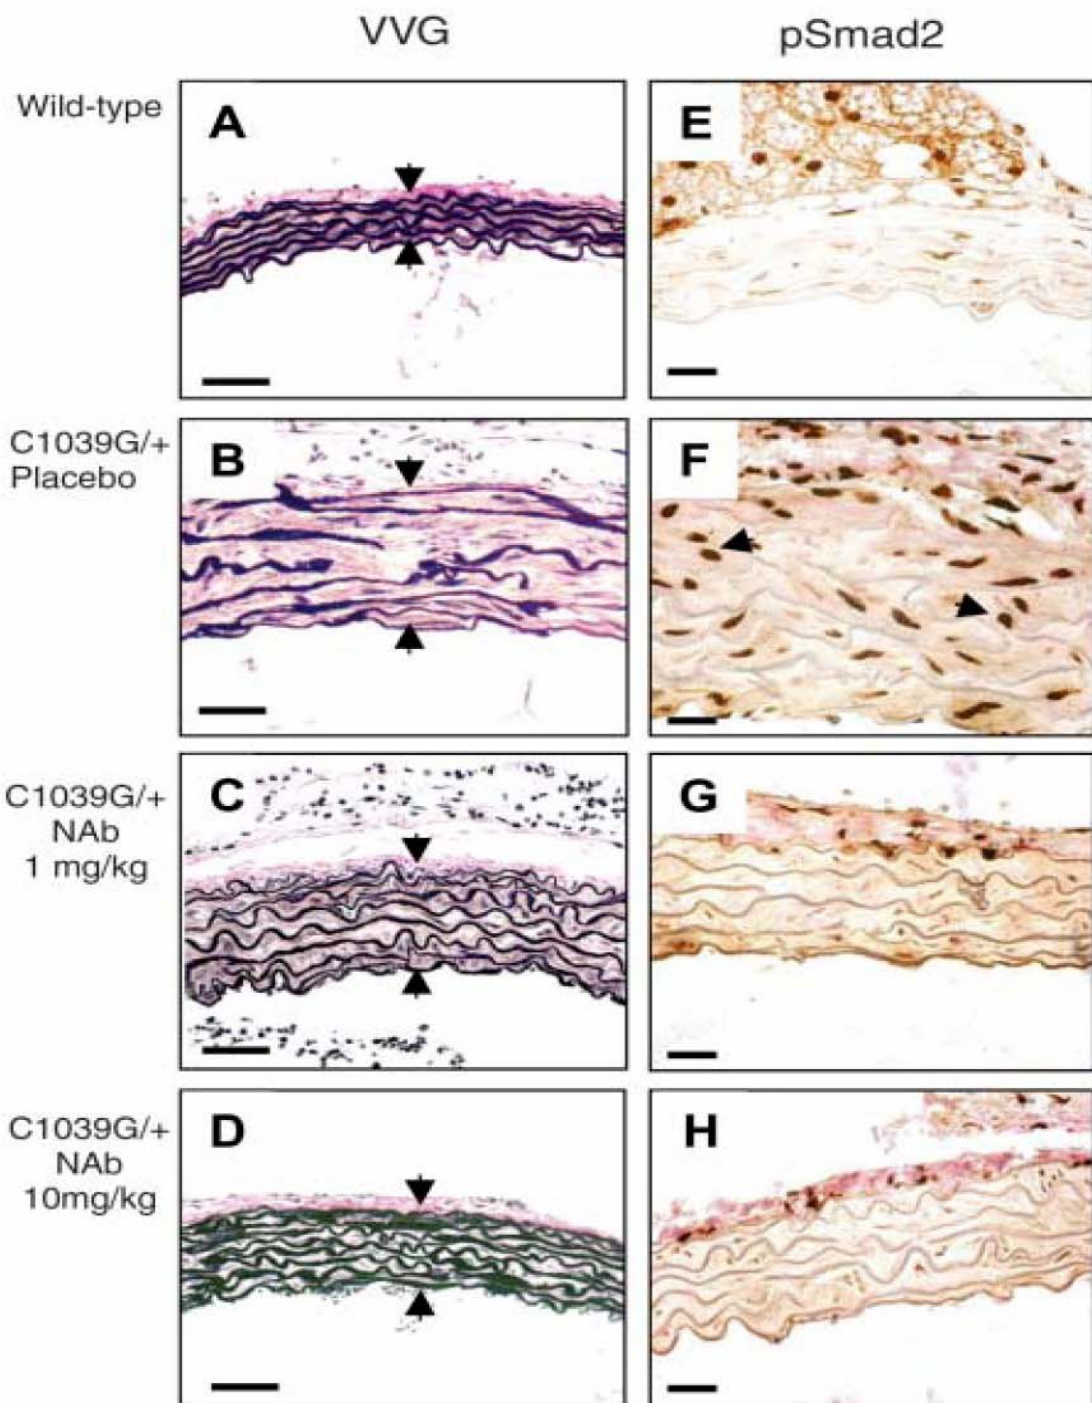 VVG
pSmad2
Wild-type
A
E
C1039G/+
Placebo
B
F
C1039G/+
NAb
1 mg/kg
C
G
C1039G/+
NAb
10mg/kg
D
H